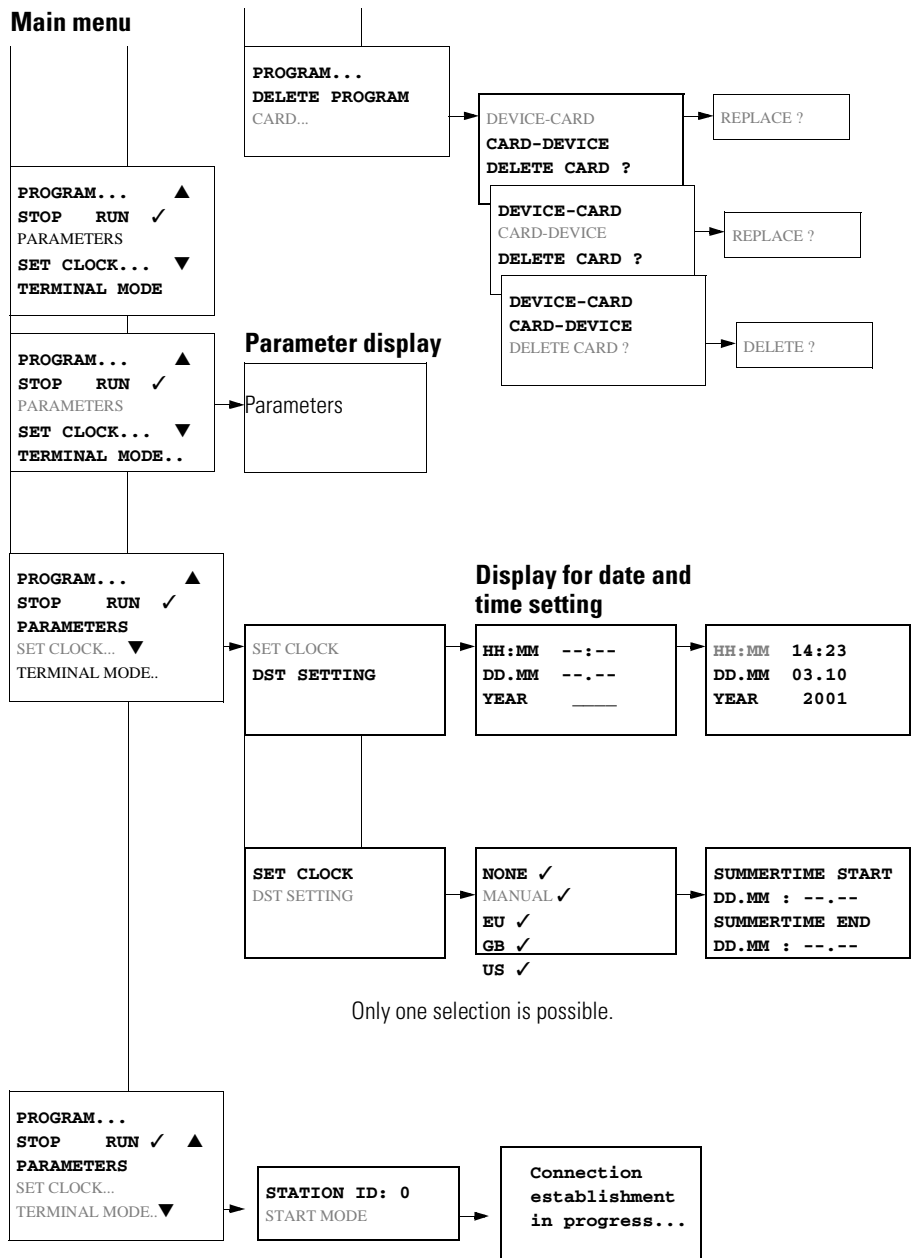 Main menu
PROGRAM...
DELETE PROGRAM
CARD...
DEVICE-CARD
CARD-DEVICE
DELETE CARD ?
REPLACE ?
DEVICE-CARD
CARD-DEVICE
DELETE CARD ?
REPLACE ?
DEVICE-CARD
CARD-DEVICE
DELETE CARD ?
DELETE ?
PROGRAM... ▲
STOP RUN ✓
PARAMETERS
SET CLOCK... ▼
TERMINAL MODE
PROGRAM... ▲
STOP RUN ✓
PARAMETERS
SET CLOCK... ▼
TERMINAL MODE..
Parameter display
Parameters
PROGRAM... ▲
STOP RUN ✓
PARAMETERS
SET CLOCK... ▼
TERMINAL MODE..
SET CLOCK
DST SETTING
Display for date and
time setting
HH:MM --:--
DD.MM --.--
YEAR ____
HH:MM 14:23
DD.MM 03.10
YEAR 2001
SET CLOCK
DST SETTING
NONE ✓
MANUAL ✓
EU ✓
GB ✓
US ✓
SUMMERTIME START
DD.MM : --.--
SUMMERTIME END
DD.MM : --.--
Only one selection is possible.
PROGRAM...
STOP RUN ✓ ▲
PARAMETERS
SET CLOCK...
TERMINAL MODE..▼
STATION ID: 0
START MODE
Connection
establishment
in progress...